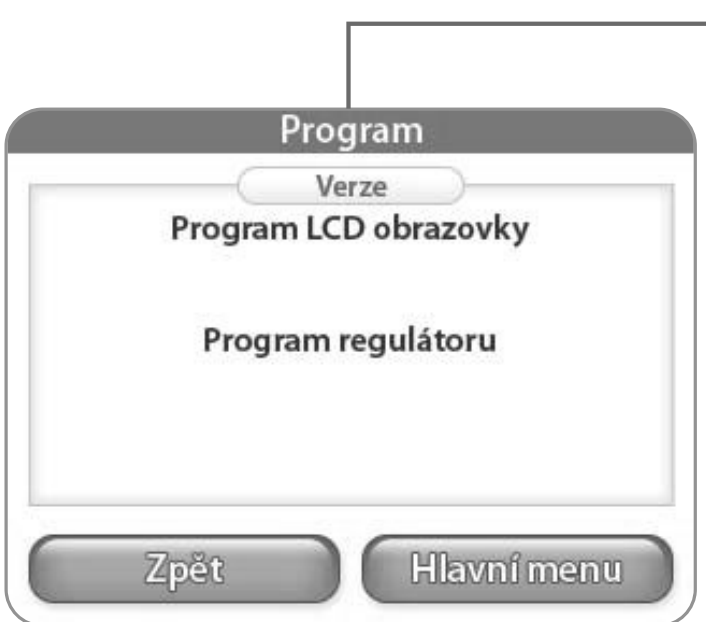 Program
Verze
Program LCD obrazovky
Program regulátoru
Zpět
Hlavní menu